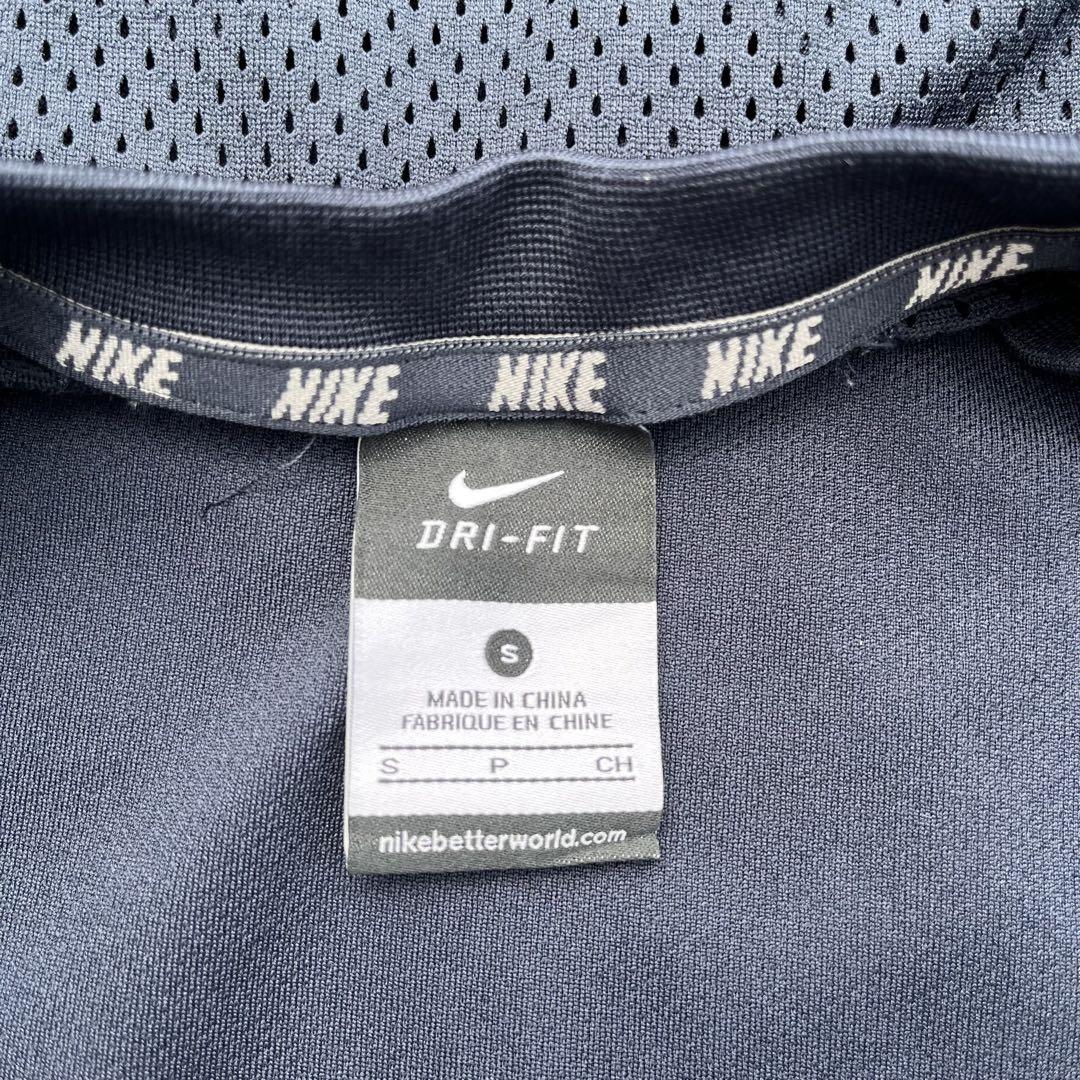 NIKE NIKE NIKE NIKE NIKE
DRI-FIT
S
MADE IN CHINA
FABRIQUE EN CHINE
S P CH
nikebetterworld.com